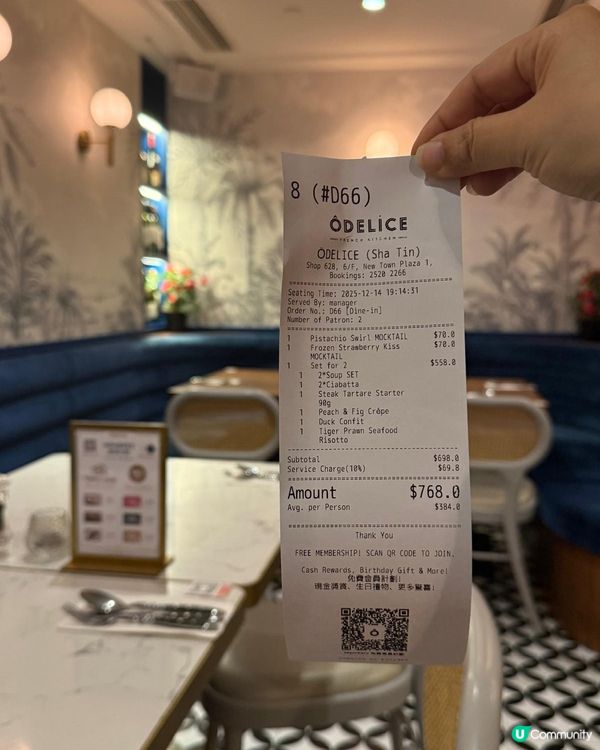 8 (#D66)
ÔDELİCE
FRENCH KITCHEN
ÔDELICE (Sha Tin)
Shop 628, 6/F, New Town Plaza 1,
Bookings: 2520 2266
Seating Time: 2025-12-14 19:14:31
Served By: manager
Order No.: D66 [Dine-in]
Number of Patron: 2
1 Pistachio Swirl MOCKTAIL $70.0
1 Frozen Strawberry Kiss $70.0
MOCKTAIL
1 Set for 2 $558.0
1 2*Soup SET
1 2*Ciabatta
1 Steak Tartare Starter
90g
1 Peach & Fig Crêpe
1 Duck Confit
1 Tiger Prawn Seafood
Risotto
Subtotal $698.0
Service Charge(10%) $69.8
Amount $768.0
Avg. per Person $384.0
Thank You
FREE MEMBERSHIP! SCAN QR CODE TO JOIN.
Cash Rewards, Birthday Gift & More!
免費會員計劃!
現金獎賞、生日禮物、更多驚喜!
U Community